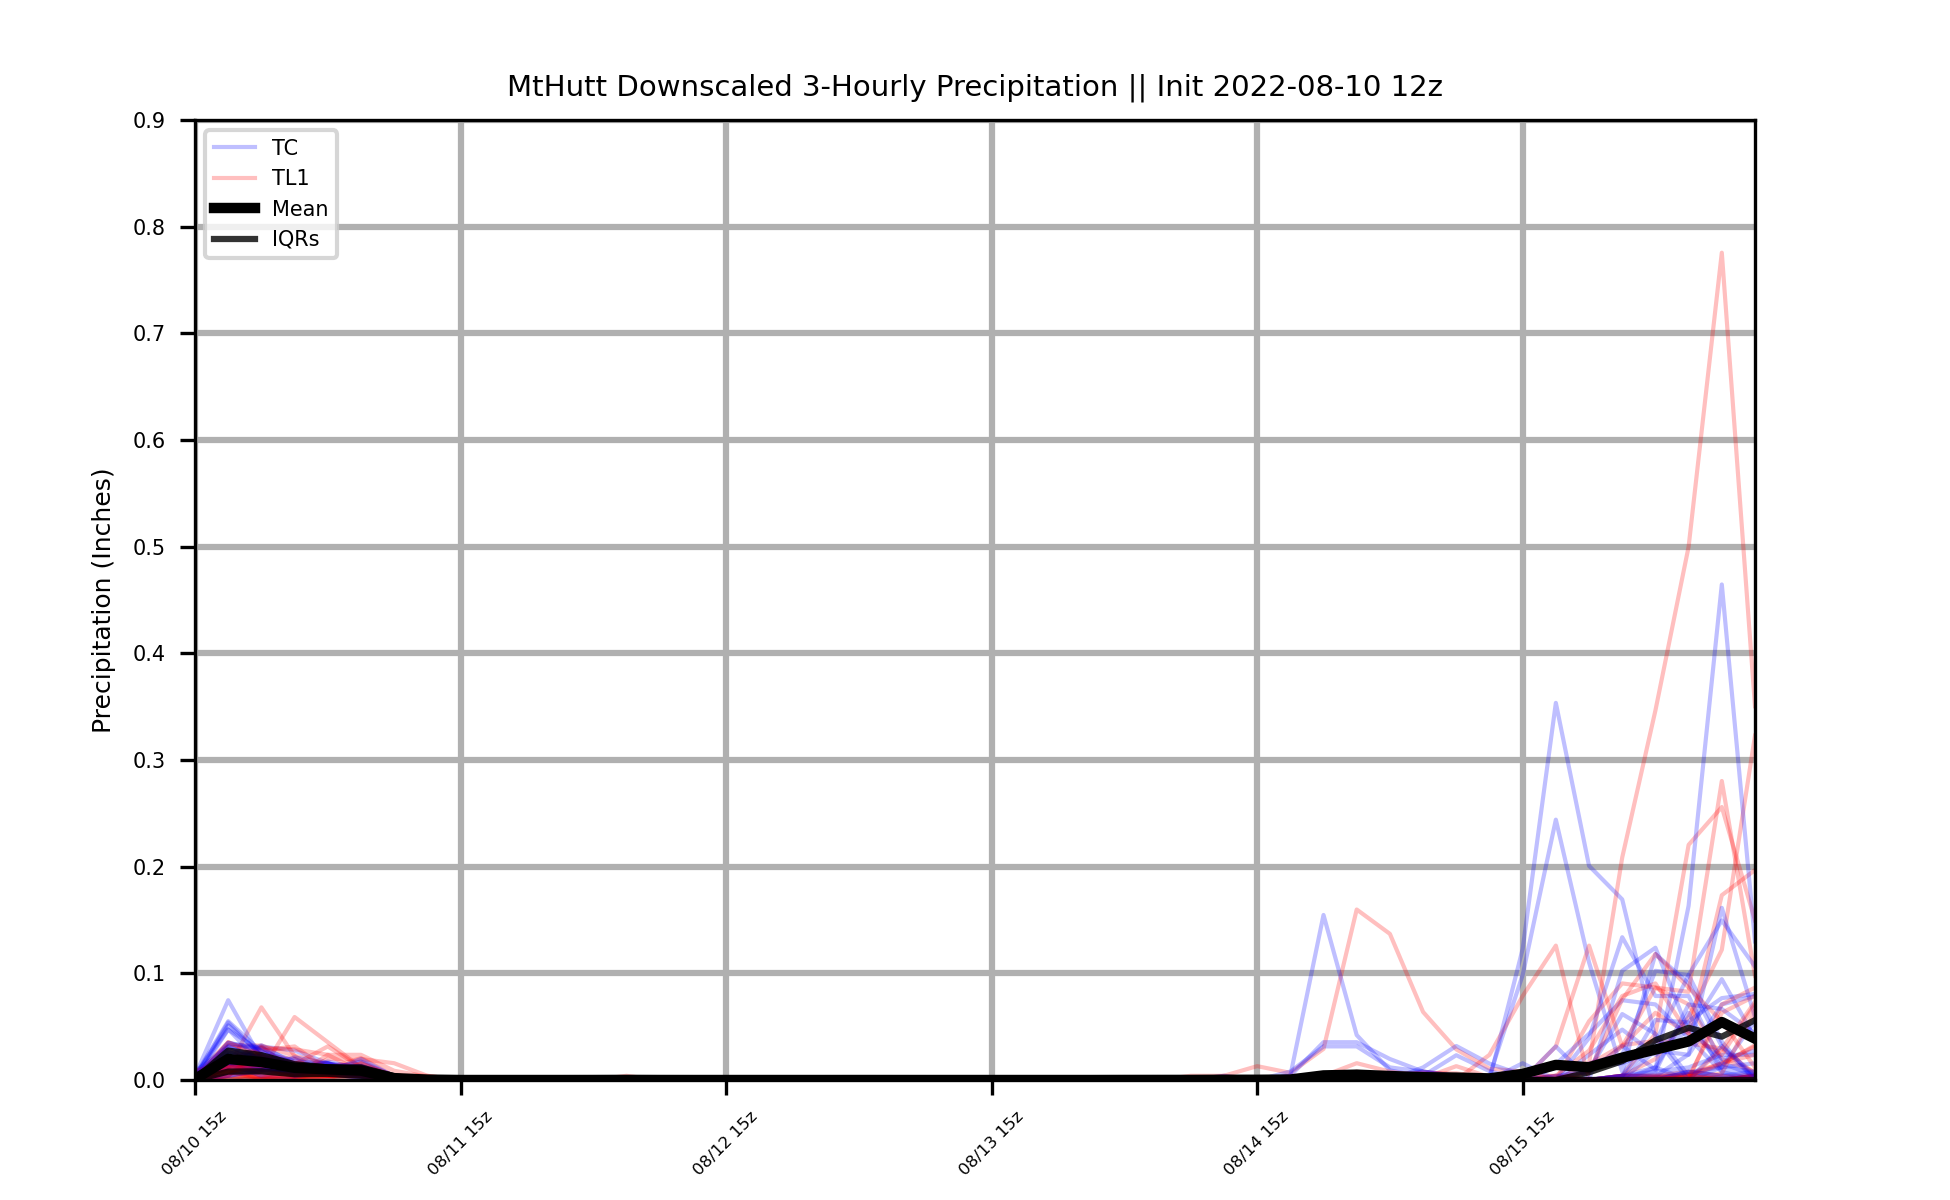 MtHutt Downscaled 3-Hourly Precipitation || Init 2022-08-10 12z
0.9
0.8
0.7
0.6
0.5
0.4
0.3
0.2
0.1
0.0
Precipitation (Inches)
TC
TL1
Mean
IQRs
08/10 15z
08/11 15z
08/12 15z
08/13 15z
08/14 15z
08/15 15z